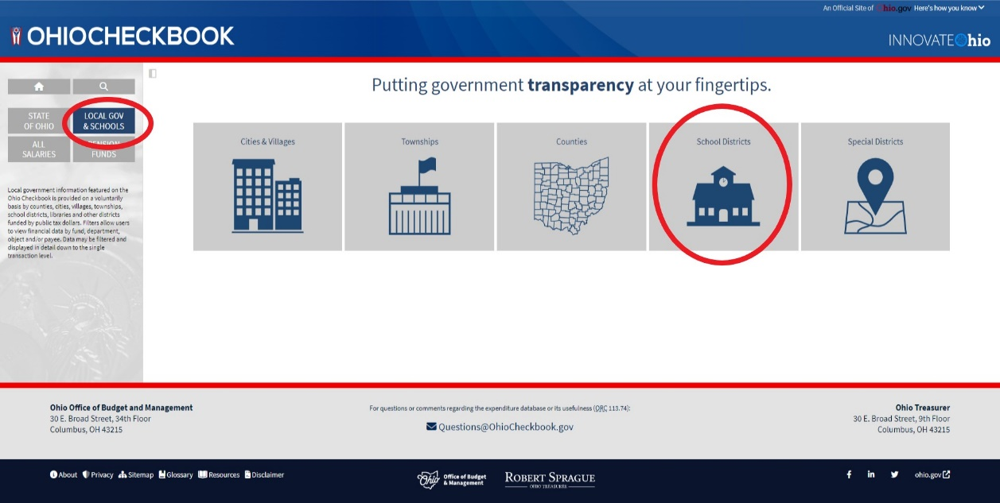 An Official Site of Ohio.gov Here's how you know
OHIOCHECKBOOK
INNOVATEOhio
Putting government transparency at your fingertips.
STATE
OF OHIO
LOCAL GOV
& SCHOOLS
ALL
SALARIES
PENSION
FUNDS
Local government information featured on the
Ohio Checkbook is provided on a voluntarily
basis by counties, cities, villages, townships,
school districts, libraries and other districts
funded by public tax dollars. Filters allow users
to view financial data by fund, department,
object and/or payee. Data may be filtered and
displayed in detail down to the single
transaction level.
Cities & Villages
Townships
Counties
School Districts
Special Districts
Ohio Office of Budget and Management
30 E. Broad Street, 34th Floor
Columbus, OH 43215
For questions or comments regarding the expenditure database or its usefulness (ORC 113.74):
Questions@OhioCheckbook.gov
Ohio Treasurer
30 E. Broad Street, 9th Floor
Columbus, OH 43215
About Privacy Sitemap Glossary Resources Disclaimer
Ohio Office of Budget
& Management
ROBERT SPRAGUE
OHIO TREASURER
ohio.gov